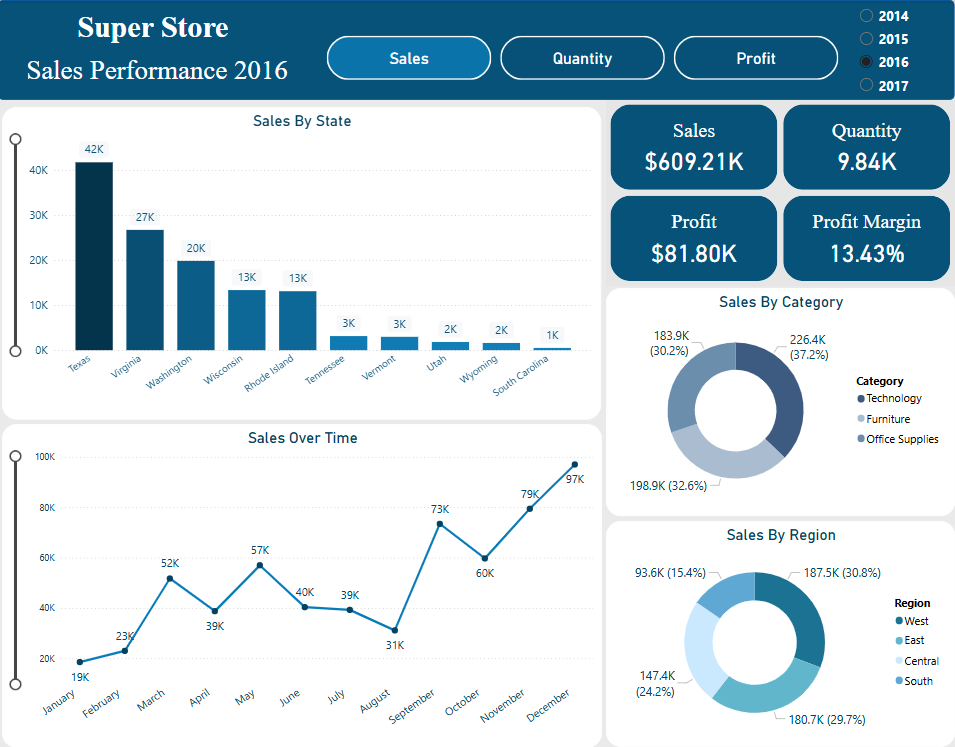 Super Store
Sales Performance 2016
Sales
Quantity
Profit
2014
2015
2016
2017
Sales By State
40K
30K
20K
10K
0K
42K
27K
20K
13K
13K
3K
3K
2K
2K
1K
Texas
Virginia
Washington
Wisconsin
Rhode Island
Tennessee
Vermont
Utah
Wyoming
South Carolina
Sales Over Time
100K
80K
60K
40K
20K
19K
23K
52K
39K
57K
40K
39K
31K
73K
60K
79K
97K
January
February
March
April
May
June
July
August
September
October
November
December
Sales
$609.21K
Quantity
9.84K
Profit
$81.80K
Profit Margin
13.43%
Sales By Category
183.9K
(30.2%)
226.4K
(37.2%)
198.9K (32.6%)
Category
Technology
Furniture
Office Supplies
Sales By Region
93.6K (15.4%)
187.5K (30.8%)
147.4K
(24.2%)
180.7K (29.7%)
Region
West
East
Central
South